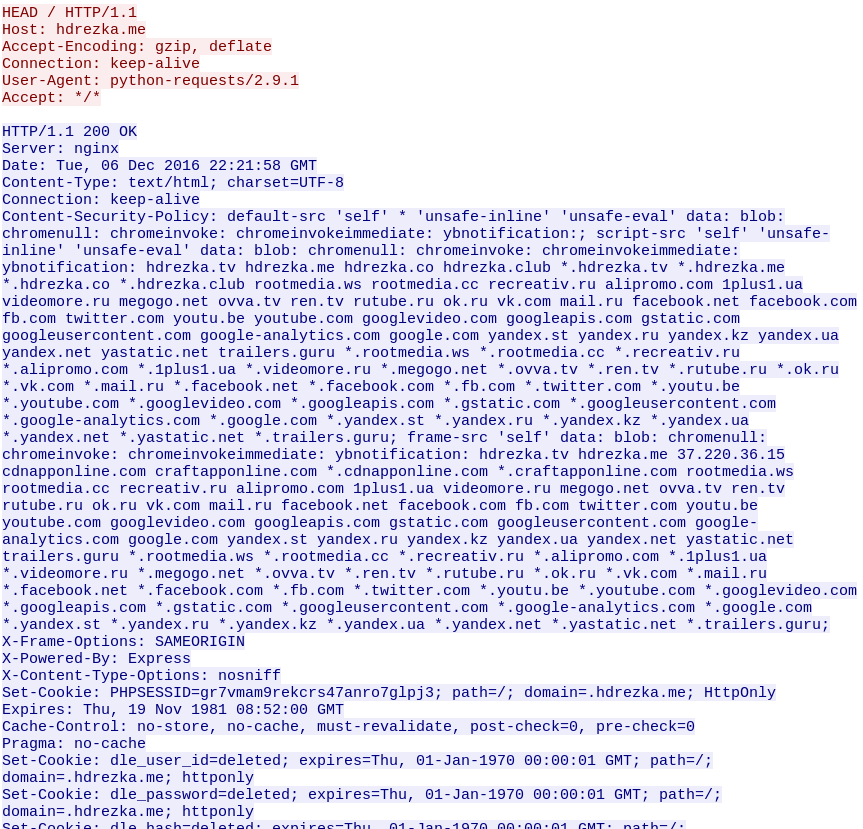 HEAD / HTTP/1.1
Host: hdrezka.me
Accept-Encoding: gzip, deflate
Connection: keep-alive
User-Agent: python-requests/2.9.1
Accept: */*

HTTP/1.1 200 OK
Server: nginx
Date: Tue, 06 Dec 2016 22:21:58 GMT
Content-Type: text/html; charset=UTF-8
Connection: keep-alive
Content-Security-Policy: default-src 'self' * 'unsafe-inline' 'unsafe-eval' data: blob:
chromenull: chromeinvoke: chromeinvokeimmediate: ybnotification:; script-src 'self' 'unsafe-
inline' 'unsafe-eval' data: blob: chromenull: chromeinvoke: chromeinvokeimmediate:
ybnotification: hdrezka.tv hdrezka.me hdrezka.co hdrezka.club *.hdrezka.tv *.hdrezka.me
*.hdrezka.co *.hdrezka.club rootmedia.ws rootmedia.cc recreativ.ru alipromo.com 1plus1.ua
videomore.ru megogo.net ovva.tv ren.tv rutube.ru ok.ru vk.com mail.ru facebook.net facebook.com
fb.com twitter.com youtu.be youtube.com googlevideo.com googleapis.com gstatic.com
googleusercontent.com google-analytics.com google.com yandex.st yandex.ru yandex.kz yandex.ua
yandex.net yastatic.net trailers.guru *.rootmedia.ws *.rootmedia.cc *.recreativ.ru
*.alipromo.com *.1plus1.ua *.videomore.ru *.megogo.net *.ovva.tv *.ren.tv *.rutube.ru *.ok.ru
*.vk.com *.mail.ru *.facebook.net *.facebook.com *.fb.com *.twitter.com *.youtu.be
*.youtube.com *.googlevideo.com *.googleapis.com *.gstatic.com *.googleusercontent.com
*.google-analytics.com *.google.com *.yandex.st *.yandex.ru *.yandex.kz *.yandex.ua
*.yandex.net *.yastatic.net *.trailers.guru; frame-src 'self' data: blob: chromenull:
chromeinvoke: chromeinvokeimmediate: ybnotification: hdrezka.tv hdrezka.me 37.220.36.15
cdnapponline.com craftapponline.com *.cdnapponline.com *.craftapponline.com rootmedia.ws
rootmedia.cc recreativ.ru alipromo.com 1plus1.ua videomore.ru megogo.net ovva.tv ren.tv
rutube.ru ok.ru vk.com mail.ru facebook.net facebook.com fb.com twitter.com youtu.be
youtube.com googlevideo.com googleapis.com gstatic.com googleusercontent.com google-
analytics.com google.com yandex.st yandex.ru yandex.kz yandex.ua yandex.net yastatic.net
trailers.guru *.rootmedia.ws *.rootmedia.cc *.recreativ.ru *.alipromo.com *.1plus1.ua
*.videomore.ru *.megogo.net *.ovva.tv *.ren.tv *.rutube.ru *.ok.ru *.vk.com *.mail.ru
*.facebook.net *.facebook.com *.fb.com *.twitter.com *.youtu.be *.youtube.com *.googlevideo.com
*.googleapis.com *.gstatic.com *.googleusercontent.com *.google-analytics.com *.google.com
*.yandex.st *.yandex.ru *.yandex.kz *.yandex.ua *.yandex.net *.yastatic.net *.trailers.guru;
X-Frame-Options: SAMEORIGIN
X-Powered-By: Express
X-Content-Type-Options: nosniff
Set-Cookie: PHPSESSID=gr7vmam9rekcrs47anro7glpj3; path=/; domain=.hdrezka.me; HttpOnly
Expires: Thu, 19 Nov 1981 08:52:00 GMT
Cache-Control: no-store, no-cache, must-revalidate, post-check=0, pre-check=0
Pragma: no-cache
Set-Cookie: dle_user_id=deleted; expires=Thu, 01-Jan-1970 00:00:01 GMT; path=/;
domain=.hdrezka.me; httponly
Set-Cookie: dle_password=deleted; expires=Thu, 01-Jan-1970 00:00:01 GMT; path=/;
domain=.hdrezka.me; httponly
Set-Cookie: dle_hash=deleted; expires=Thu, 01-Jan-1970 00:00:01 GMT; path=/;